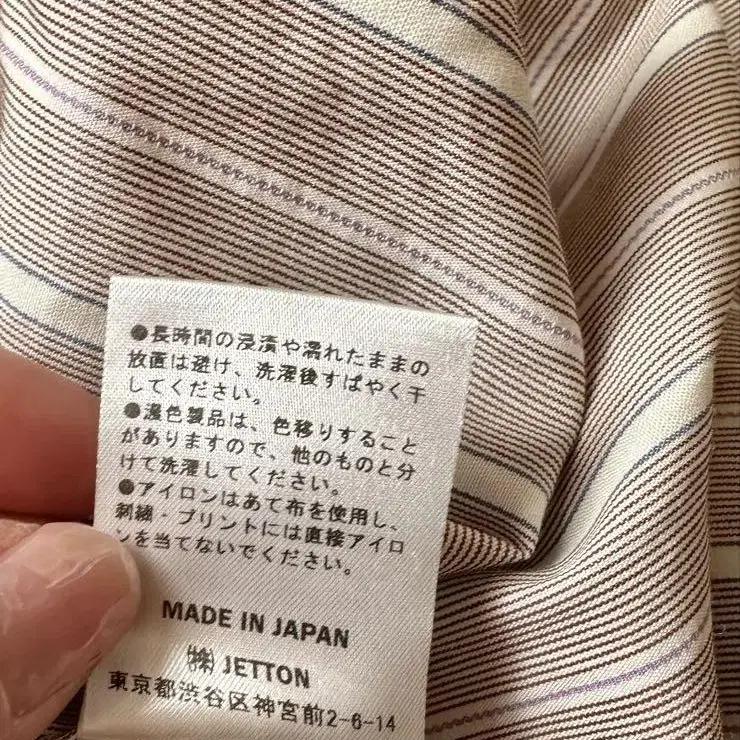 ●長時間の浸漬や濡れたままの
放置は避け、洗濯後すばやく干
してください。
●濃色製品は、色移りすること
がありますので、他のものと分
けて洗濯してください。
●アイロンはあて布を使用し、
刺繍・プリントには直接アイロ
ンを当てないでください。
MADE IN JAPAN
㈱ JETTON
東京都渋谷区神宮前2-6-14